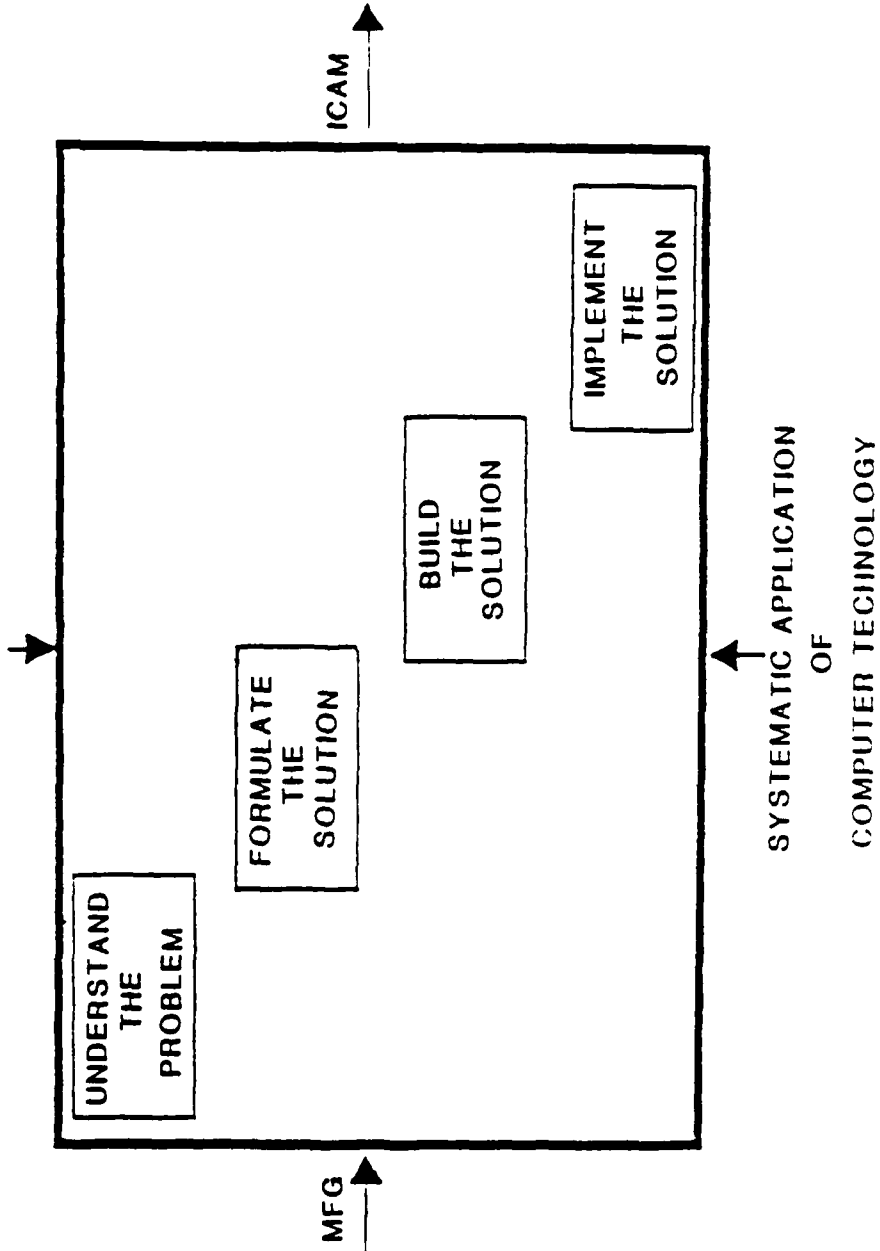 UNDERSTAND
THE
PROBLEM
FORMULATE
THE
SOLUTION
BUILD
THE
SOLUTION
IMPLEMENT
THE
SOLUTION
MFG
ICAM
SYSTEMATIC APPLICATION
OF
COMPUTER TECHNOLOGY